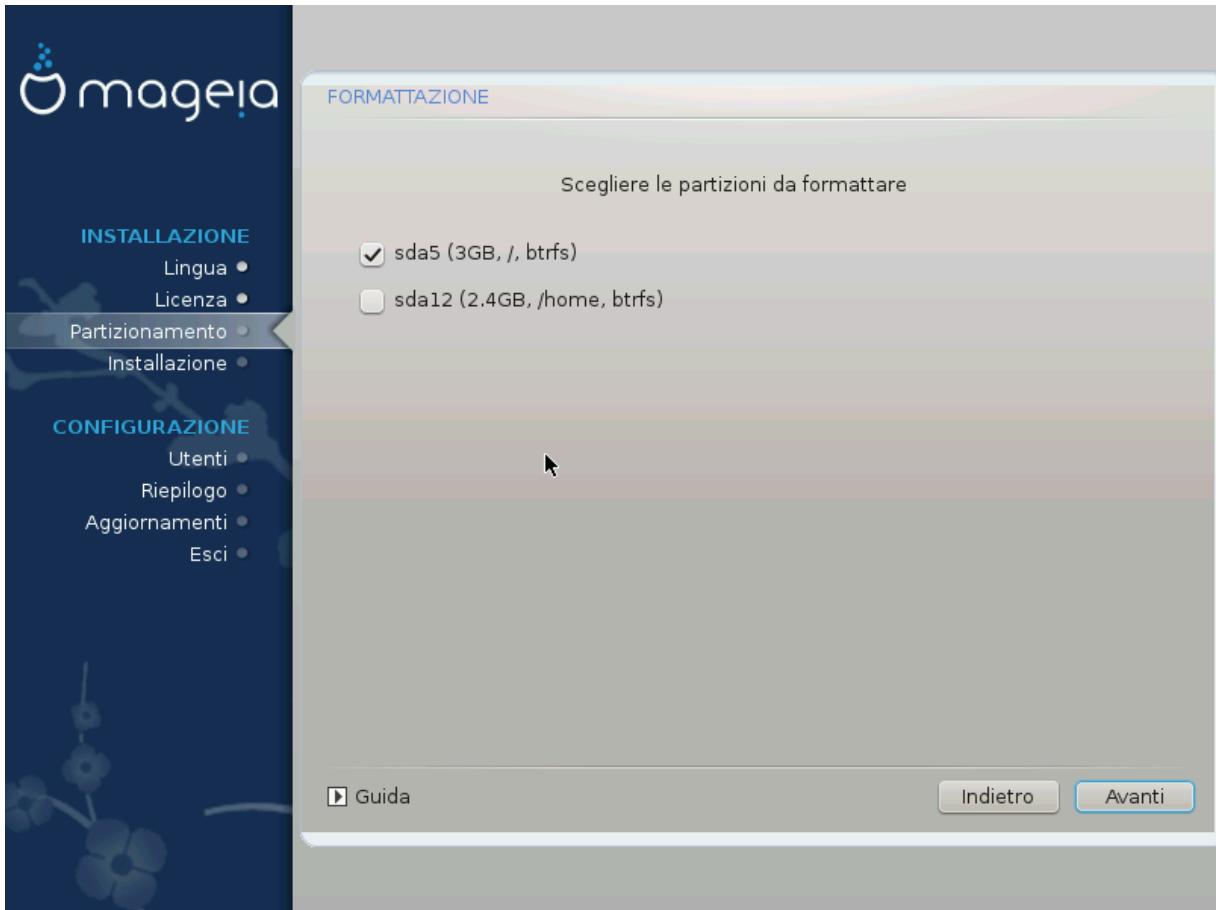 mageia
INSTALLAZIONE
Lingua
Licenza
Partizionamento
Installazione
CONFIGURAZIONE
Utenti
Riepilogo
Aggiornamenti
Esci
FORMATTAZIONE
Scegliere le partizioni da formattare
sda5 (3GB, /, btrfs)
sda12 (2.4GB, /home, btrfs)
Guida
Indietro
Avanti